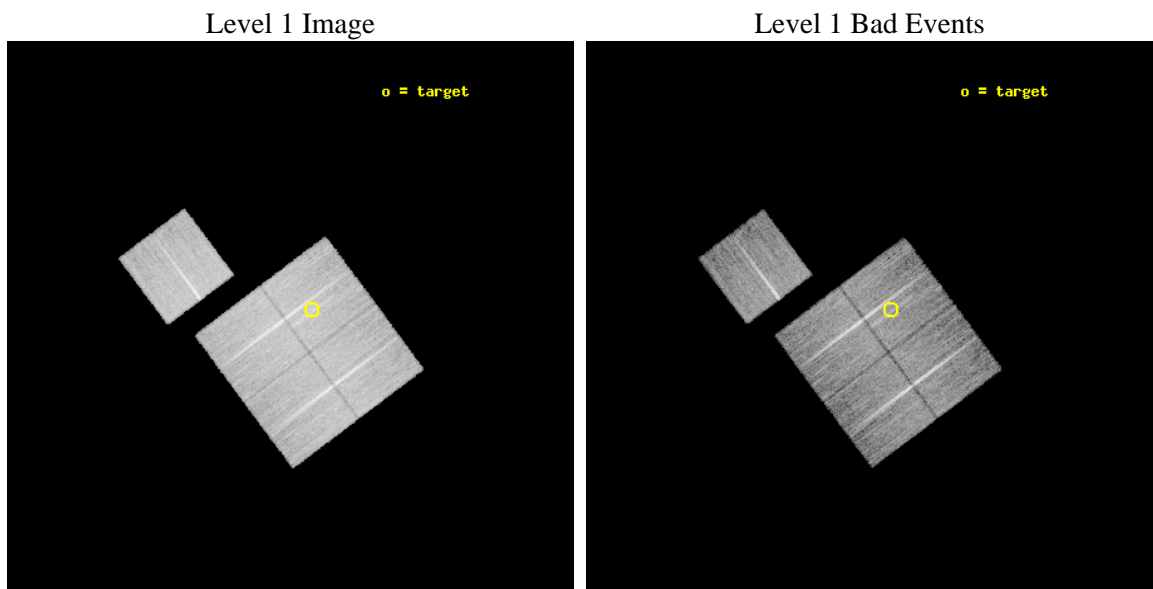 Level 1 Image
Level 1 Bad Events
o = target
o = target